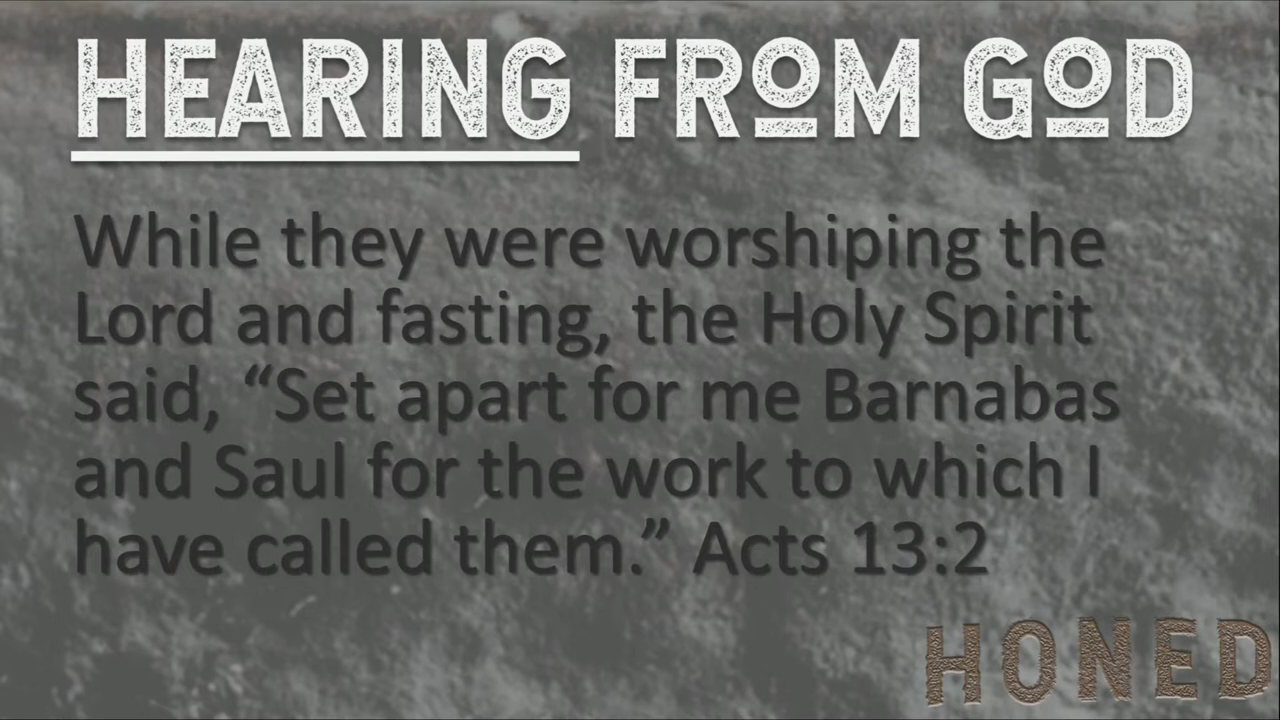 HEARING FROM GOD
While they were worshiping the
Lord and fasting, the Holy Spirit
said, “Set apart for me Barnabas
and Saul for the work to which I
have called them.” Acts 13:2
HONED